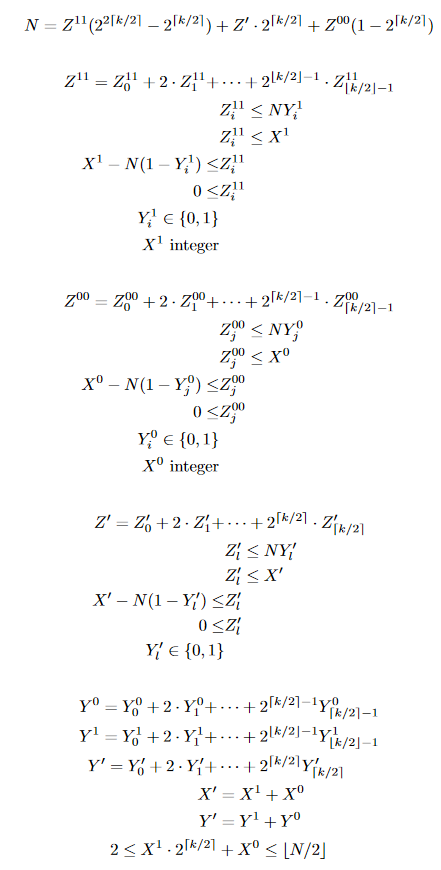 N = Z^{11}(2^{2⌈k/2⌉} − 2^{⌈k/2⌉}) + Z′ · 2^{⌈k/2⌉} + Z^{00}(1 − 2^{⌈k/2⌉})
Z^{11} = Z^{11}_0 + 2 · Z^{11}_1 + ··· + 2^{⌊k/2⌋−1} · Z^{11}_{⌈k/2⌋−1}
Z^{11}_i ≤ NY^1_i
Z^{11}_i ≤ X^1
X^1 − N(1 − Y^1_i) ≤ Z^{11}_i
0 ≤ Z^{11}_i
Y^1_i ∈ {0, 1}
X^1 integer
Z^{00} = Z^{00}_0 + 2 · Z^{00}_1 + ··· + 2^{⌈k/2⌉−1} · Z^{00}_{⌈k/2⌉−1}
Z^{00}_j ≤ NY^0_j
Z^{00}_j ≤ X^0
X^0 − N(1 − Y^0_j) ≤ Z^{00}_j
0 ≤ Z^{00}_j
Y^0_i ∈ {0, 1}
X^0 integer
Z′ = Z′_0 + 2 · Z′_1 + ··· + 2^{⌈k/2⌉} · Z′_{⌈k/2⌉}
Z′_l ≤ NY′_l
Z′_l ≤ X′
X′ − N(1 − Y′_l) ≤ Z′_l
0 ≤ Z′_l
Y′_l ∈ {0, 1}
Y^0 = Y^0_0 + 2 · Y^0_1 + ··· + 2^{⌈k/2⌉−1}Y^0_{⌈k/2⌉−1}
Y^1 = Y^1_0 + 2 · Y^1_1 + ··· + 2^{⌊k/2⌋−1}Y^1_{⌊k/2⌋−1}
Y′ = Y′_0 + 2 · Y′_1 + ··· + 2^{⌈k/2⌉}Y′_{⌈k/2⌉}
X′ = X^1 + X^0
Y′ = Y^1 + Y^0
2 ≤ X^1 · 2^{⌈k/2⌉} + X^0 ≤ ⌊N/2⌋